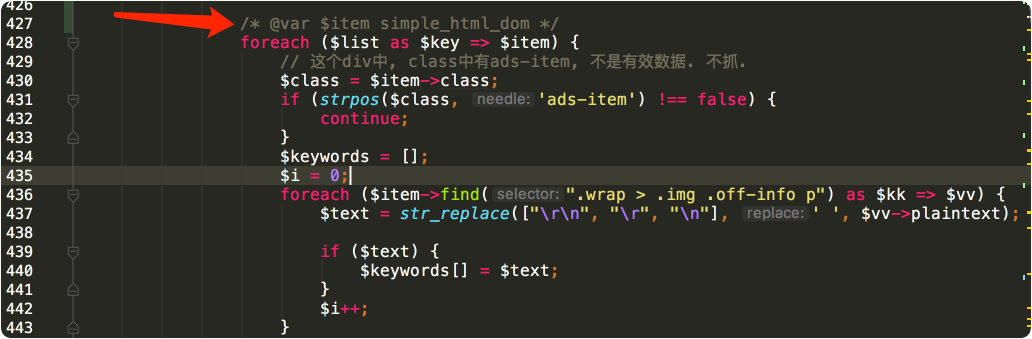 426
427 /* @var $item simple_html_dom */
428 foreach ($list as $key => $item) {
429 // 这个div中, class中有ads-item, 不是有效数据. 不抓.
430 $class = $item->class;
431 if (strpos($class, needle: 'ads-item') !== false) {
432 continue;
433 }
434 $keywords = [];
435 $i = 0;
436 foreach ($item->find( selector: ".wrap > .img .off-info p") as $kk => $vv) {
437 $text = str_replace(["\r\n", "\r", "\n"], replace: ' ', $vv->plaintext);
438
439 if ($text) {
440 $keywords[] = $text;
441 }
442 $i++;
443 }